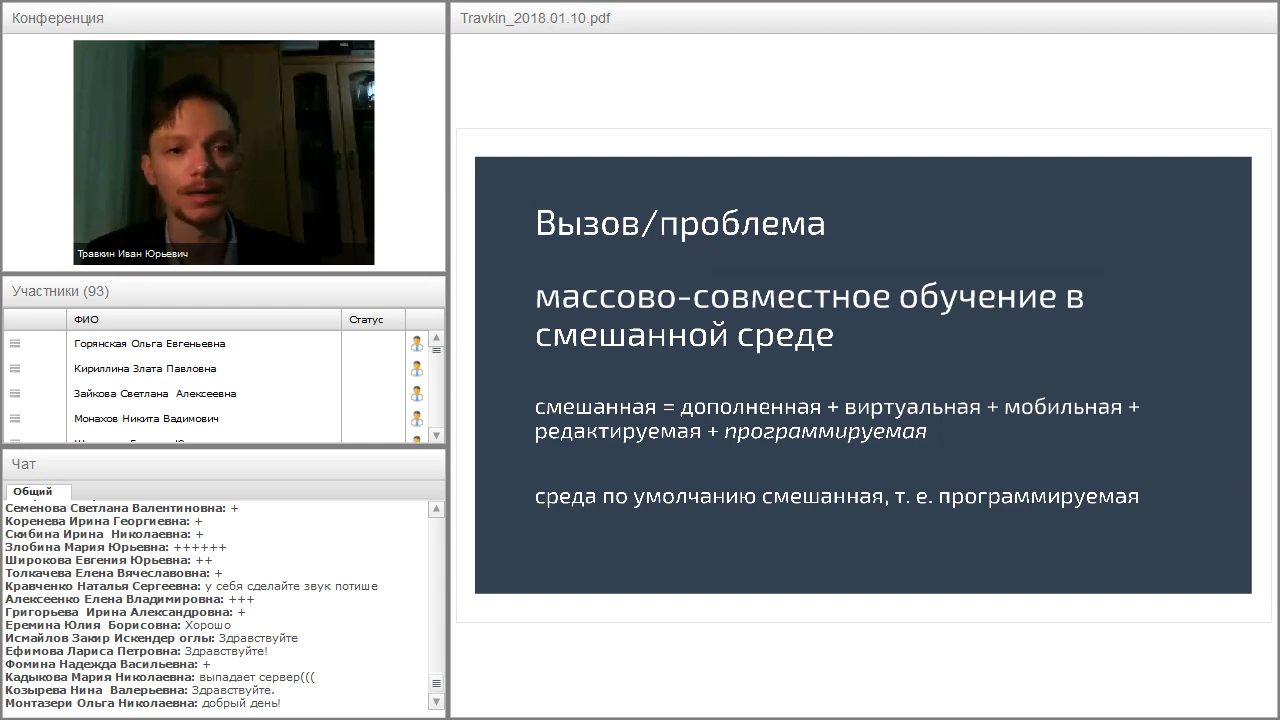 Конференция
Травкин Иван Юрьевич
Участники (93)
ФИО
Статус
Горянская Ольга Евгеньевна
Кириллина Злата Павловна
Зайкова Светлана Алексеевна
Монахов Никита Вадимович
Чат
Общий
Семенова Светлана Валентиновна: +
Коренева Ирина Георгиевна: +
Скибина Ирина Николаевна: +
Злобина Мария Юрьевна: ++++++
Широкова Евгения Юрьевна: ++
Толкачева Елена Вячеславовна: +
Кравченко Наталья Сергеевна: у себя сделайте звук потише
Алексеенко Елена Владимировна: +++
Григорьева Ирина Александровна: +
Еремина Юлия Борисовна: Хорошо
Исмайлов Закир Искендер оглы: Здравствуйте
Ефимова Лариса Петровна: Здравствуйте!
Фомина Надежда Васильевна: +
Кадыкова Мария Николаевна: выпадает сервер(((
Козырева Нина Валерьевна: Здравствуйте.
Монтазери Ольга Николаевна: добрый день!
Travkin_2018.01.10.pdf
Вызов/проблема
массово-совместное обучение в
смешанной среде
смешанная = дополненная + виртуальная + мобильная +
редактируемая + программируемая
среда по умолчанию смешанная, т. е. программируемая